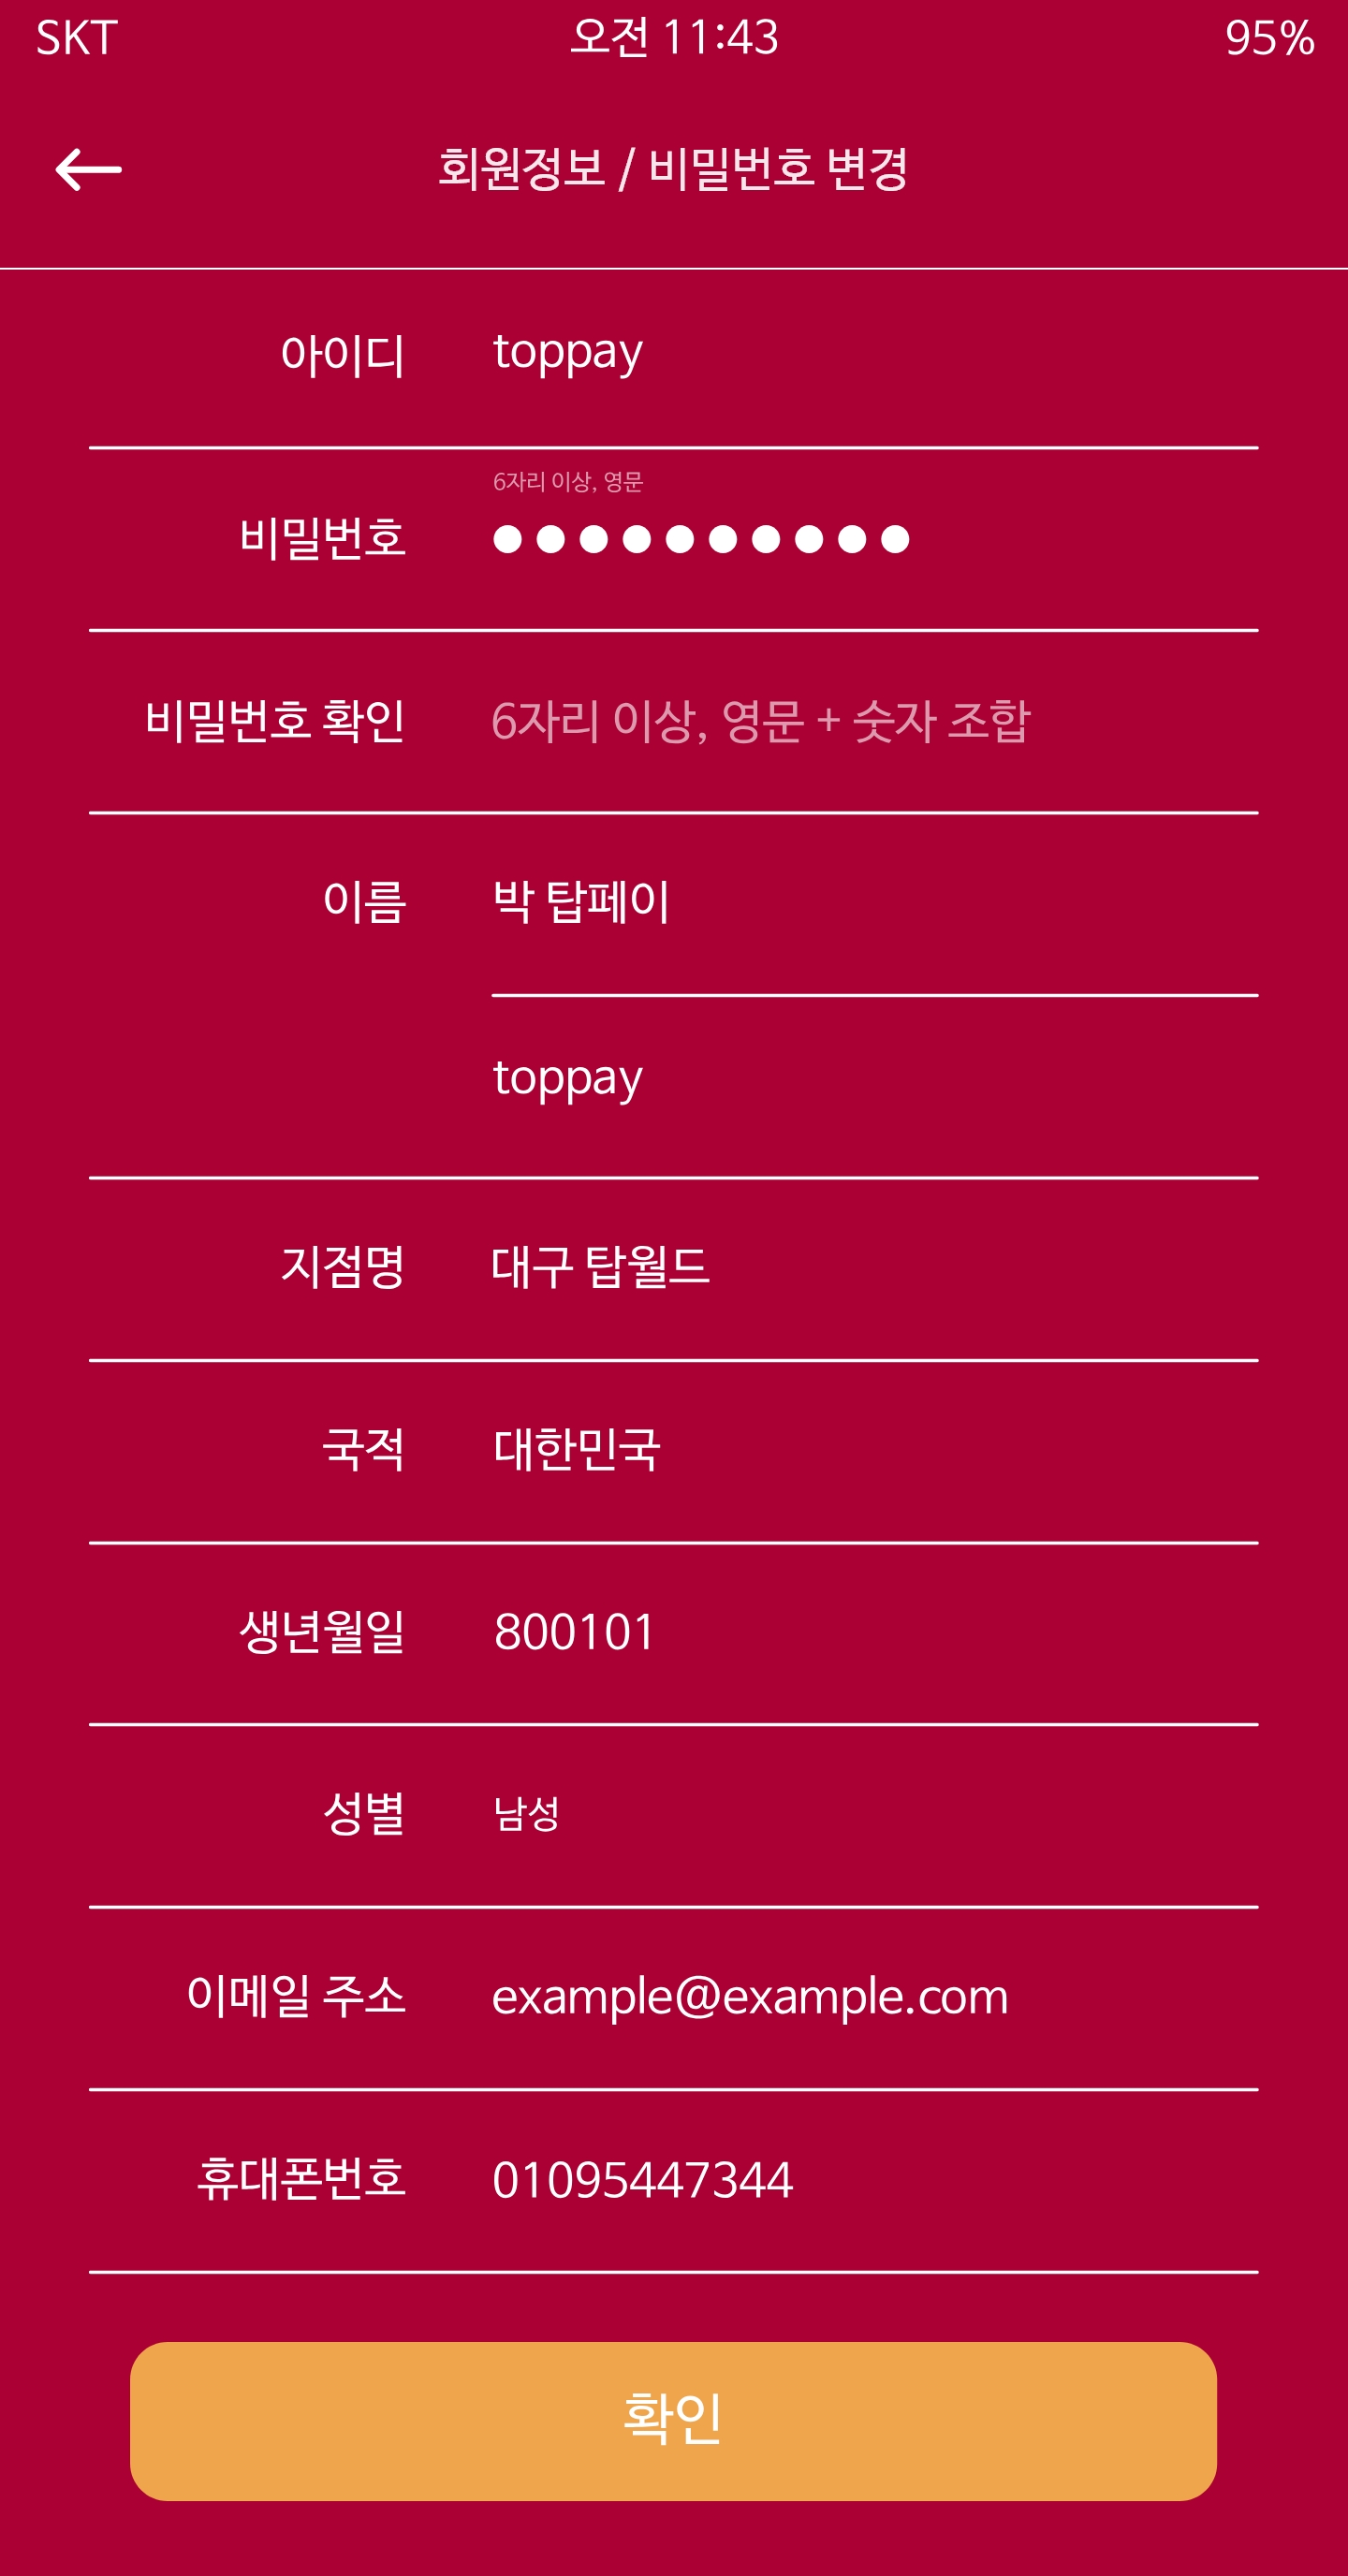 SKT 오전 11:43 95%
회원정보 / 비밀번호 변경
아이디 toppay
6자리 이상, 영문
비밀번호 ●●●●●●●●●●
비밀번호 확인 6자리 이상, 영문 + 숫자 조합
이름 박 탑페이
toppay
지점명 대구 탑월드
국적 대한민국
생년월일 800101
성별 남성
이메일 주소 example@example.com
휴대폰번호 01095447344
확인